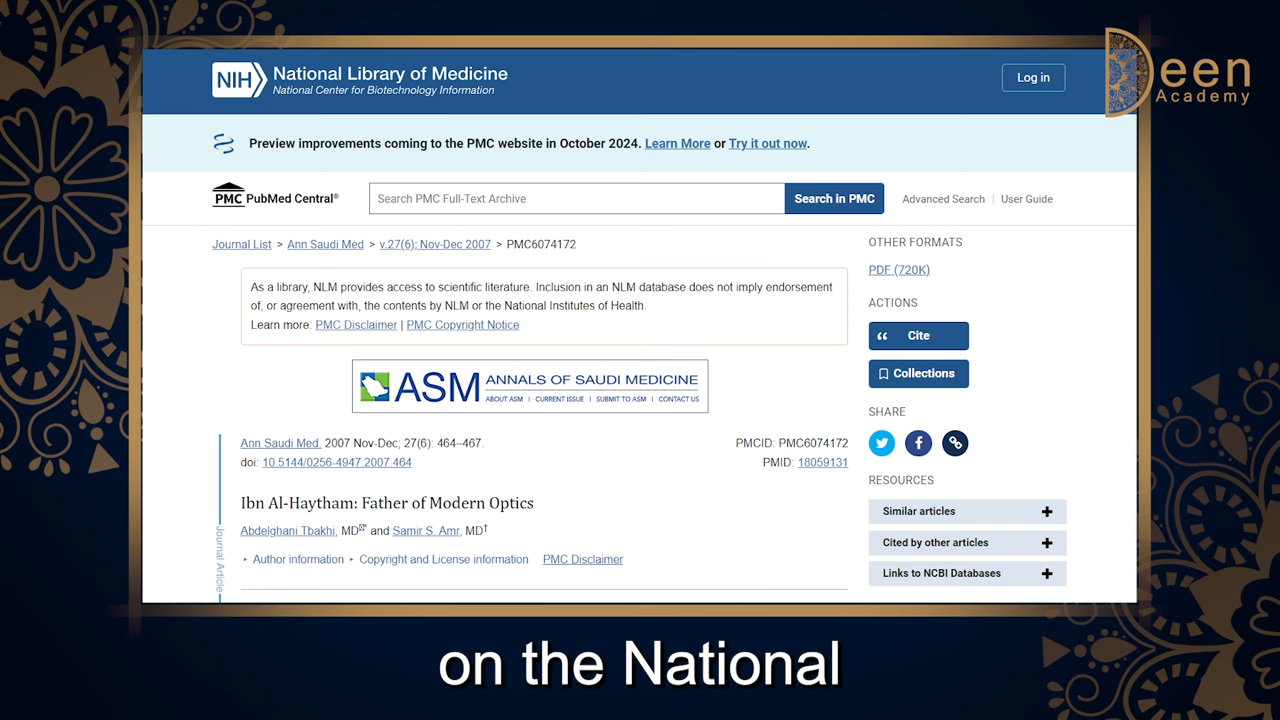 NIH National Library of Medicine
National Center for Biotechnology Information
Log in
Deen
Academy
Preview improvements coming to the PMC website in October 2024. Learn More or Try it out now.
PMC PubMed Central®
Search PMC Full-Text Archive
Search in PMC
Advanced Search | User Guide
Journal List > Ann Saudi Med > v.27(6); Nov-Dec 2007 > PMC6074172
As a library, NLM provides access to scientific literature. Inclusion in an NLM database does not imply endorsement
of, or agreement with, the contents by NLM or the National Institutes of Health.
Learn more: PMC Disclaimer | PMC Copyright Notice
ASM ANNALS OF SAUDI MEDICINE
ABOUT ASM | CURRENT ISSUE | SUBMIT TO ASM | CONTACT US
Ann Saudi Med. 2007 Nov-Dec; 27(6): 464–467.
PMCID: PMC6074172
doi: 10.5144/0256-4947.2007.464
PMID: 18059131
Ibn Al-Haytham: Father of Modern Optics
Abdelghani Tbakhi, MD* and Samir S. Amr, MD†
Author information Copyright and License information PMC Disclaimer
Journal Article
OTHER FORMATS
PDF (720K)
ACTIONS
Cite
Collections
SHARE
RESOURCES
Similar articles
Cited by other articles
Links to NCBI Databases
on the National